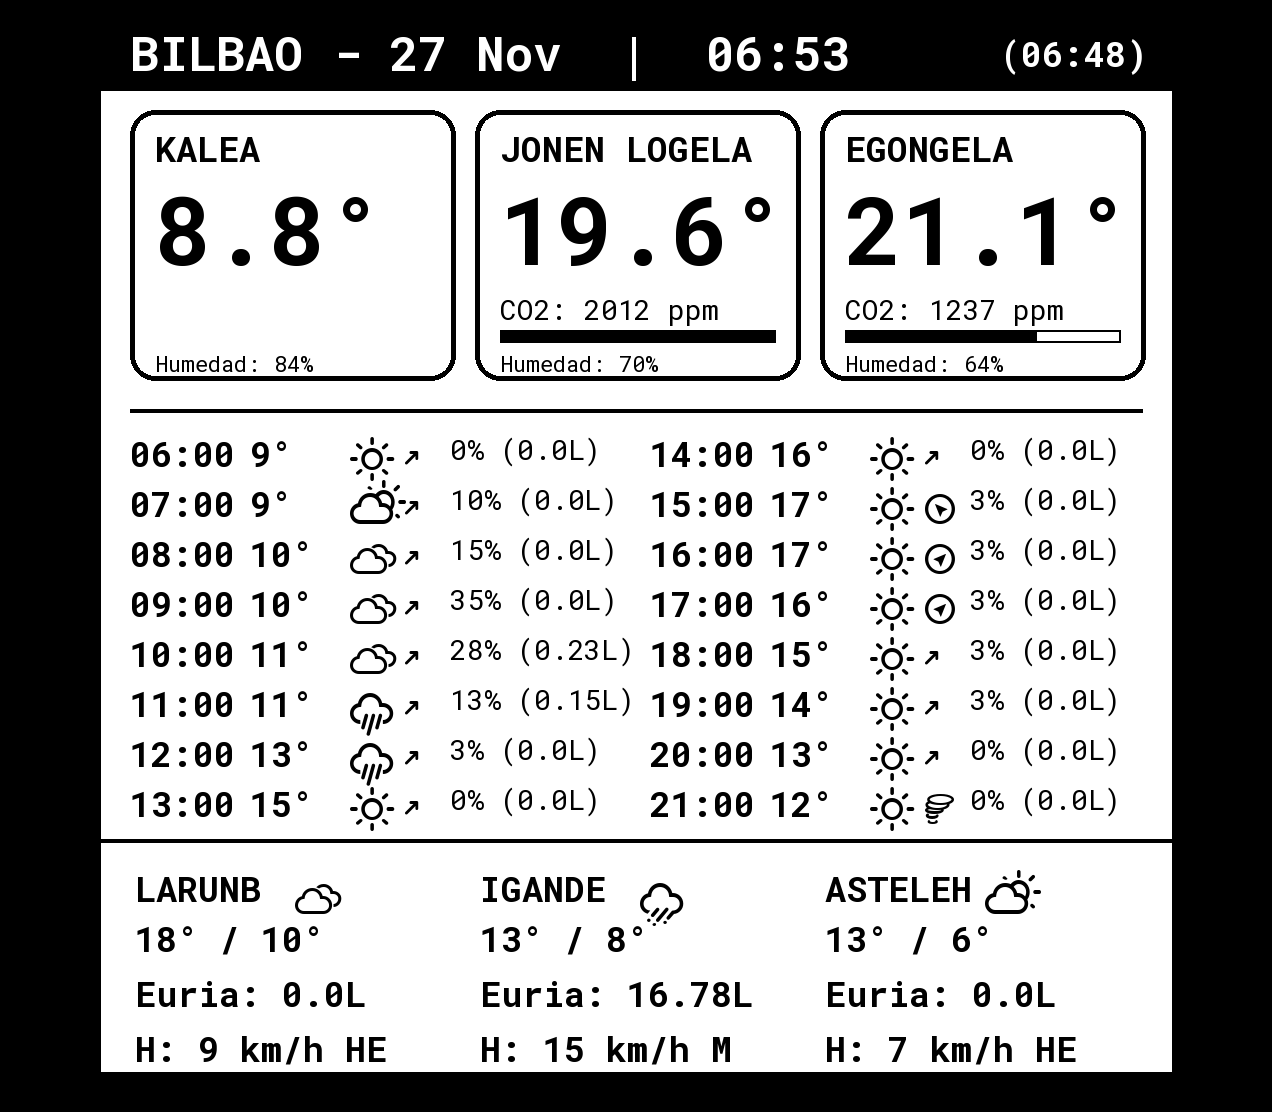 BILBAO - 27 Nov | 06:53 (06:48)
KALEA
8.8°
Humedad: 84%
JONEN LOGELA
19.6°
CO2: 2012 ppm
Humedad: 70%
EGONGELA
21.1°
CO2: 1237 ppm
Humedad: 64%
06:00 9° 0% (0.0L)
07:00 9° 10% (0.0L)
08:00 10° 15% (0.0L)
09:00 10° 35% (0.0L)
10:00 11° 28% (0.23L)
11:00 11° 13% (0.15L)
12:00 13° 3% (0.0L)
13:00 15° 0% (0.0L)
14:00 16° 0% (0.0L)
15:00 17° 3% (0.0L)
16:00 17° 3% (0.0L)
17:00 16° 3% (0.0L)
18:00 15° 3% (0.0L)
19:00 14° 3% (0.0L)
20:00 13° 0% (0.0L)
21:00 12° 0% (0.0L)
LARUNB
18° / 10°
Euria: 0.0L
H: 9 km/h HE
IGANDE
13° / 8°
Euria: 16.78L
H: 15 km/h M
ASTELEH
13° / 6°
Euria: 0.0L
H: 7 km/h HE